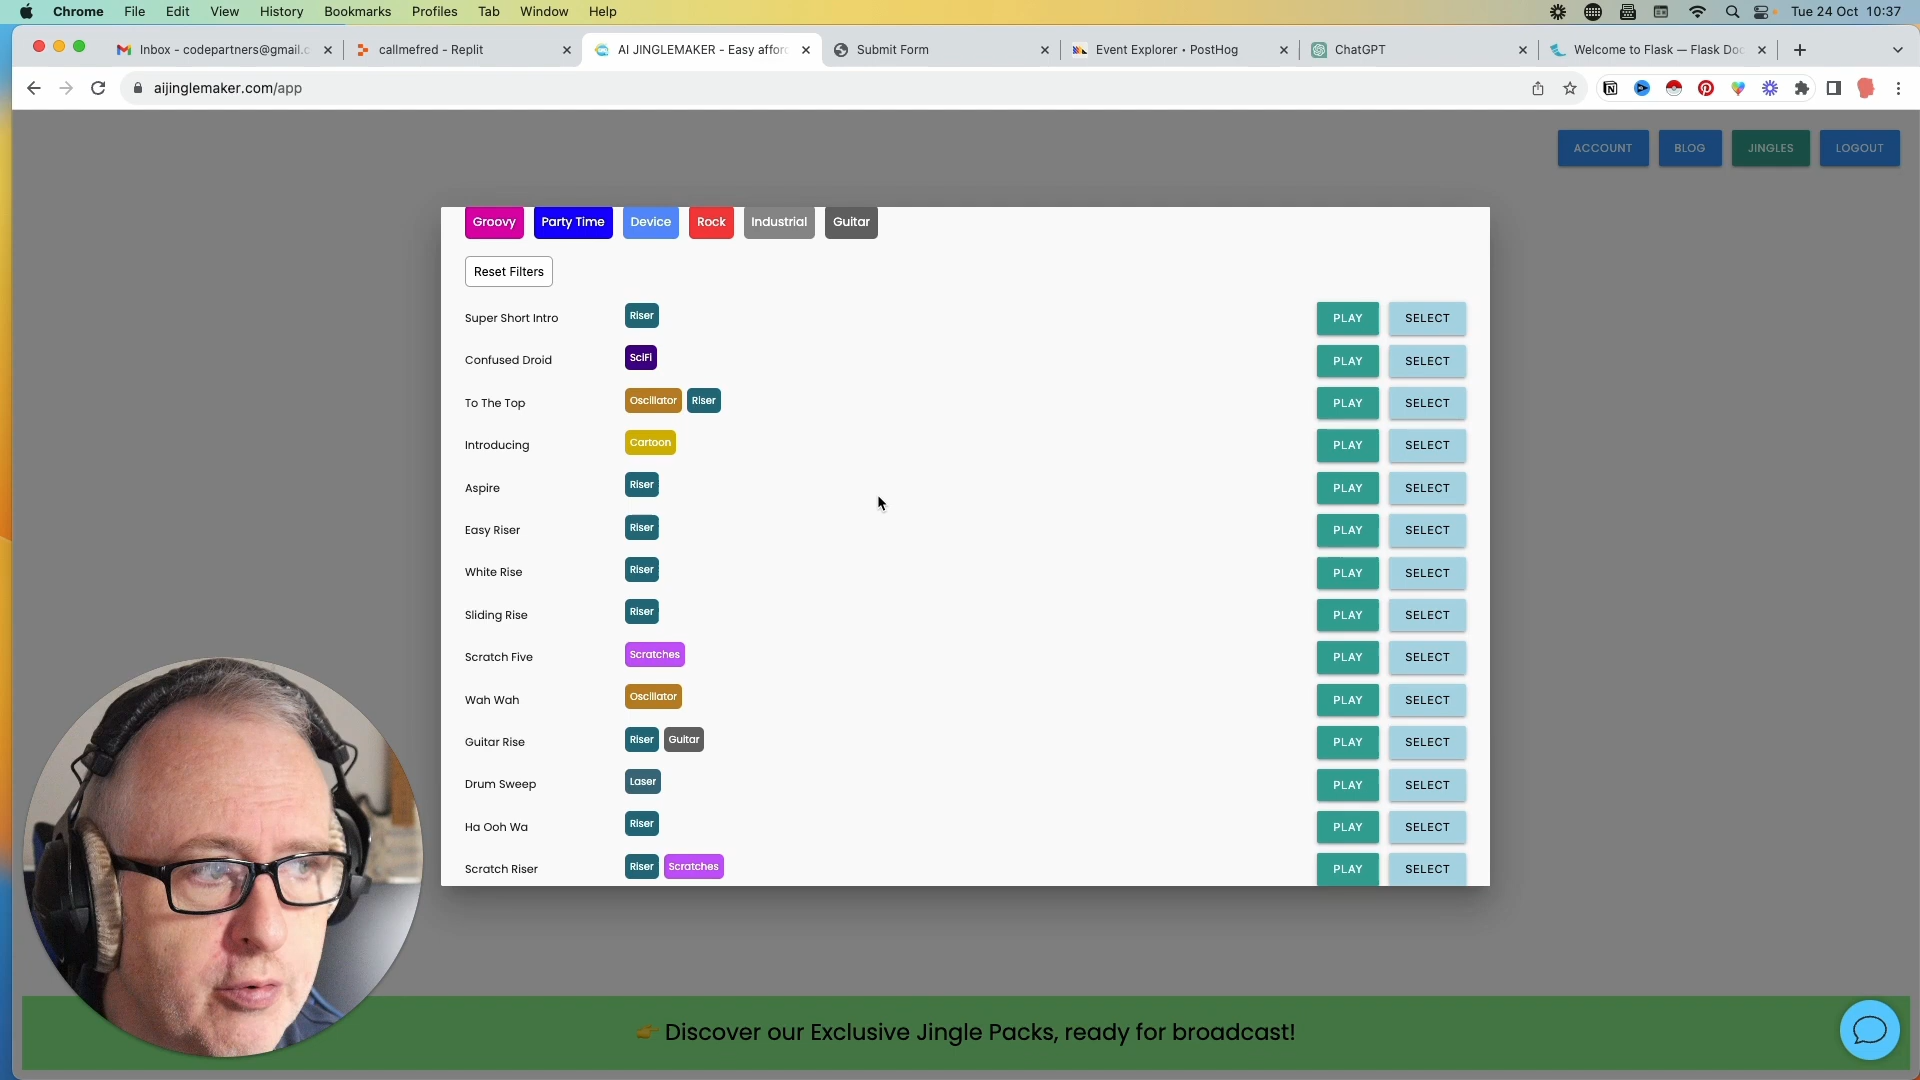 Chrome File Edit View History Bookmarks Profiles Tab Window Help Tue 24 Oct 10:37
Inbox - codepartners@gmail.c callmefred - Replit AI JINGLEMAKER - Easy affor Submit Form Event Explorer • PostHog ChatGPT Welcome to Flask — Flask Doc
aijinglemaker.com/app
ACCOUNT BLOG JINGLES LOGOUT
Groovy Party Time Device Rock Industrial Guitar
Reset Filters
Super Short Intro Riser PLAY SELECT
Confused Droid SciFi PLAY SELECT
To The Top Oscillator Riser PLAY SELECT
Introducing Cartoon PLAY SELECT
Aspire Riser PLAY SELECT
Easy Riser Riser PLAY SELECT
White Rise Riser PLAY SELECT
Sliding Rise Riser PLAY SELECT
Scratch Five Scratches PLAY SELECT
Wah Wah Oscillator PLAY SELECT
Guitar Rise Riser Guitar PLAY SELECT
Drum Sweep Laser PLAY SELECT
Ha Ooh Wa Riser PLAY SELECT
Scratch Riser Riser Scratches PLAY SELECT
👉 Discover our Exclusive Jingle Packs, ready for broadcast!